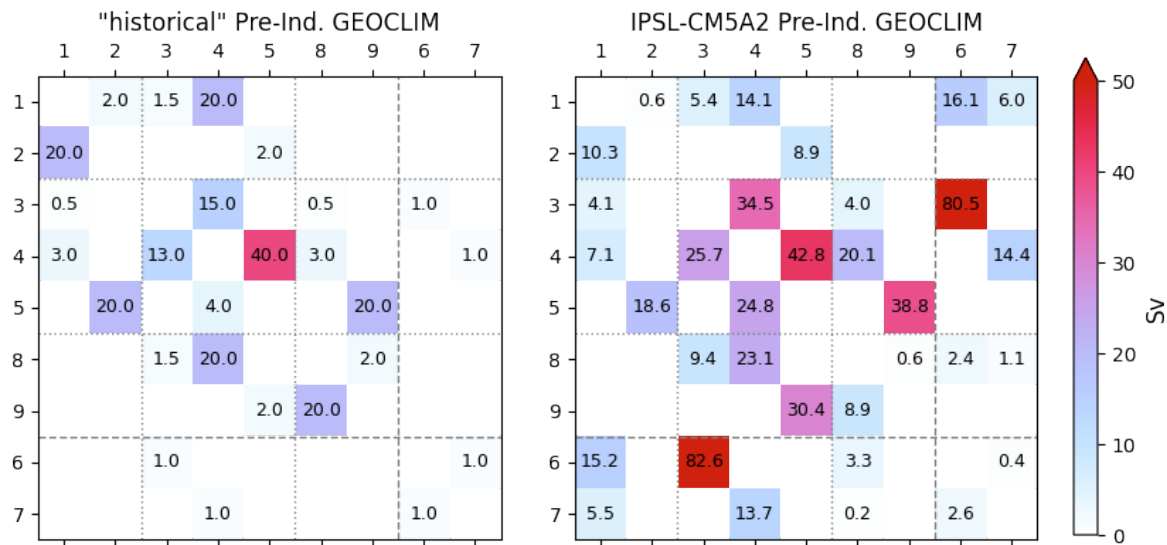 "historical" Pre-Ind. GEOCLIM IPSL-CM5A2 Pre-Ind. GEOCLIM
1 2 3 4 5 8 9 6 7 1 2 3 4 5 8 9 6 7
1 2.0 1.5 20.0 1 0.6 5.4 14.1 16.1 6.0 50
2 20.0 2.0 2 10.3 8.9
3 0.5 15.0 0.5 1.0 3 4.1 34.5 4.0 80.5 40
4 3.0 13.0 40.0 3.0 1.0 4 7.1 25.7 42.8 20.1 14.4 30
5 20.0 4.0 20.0 5 18.6 24.8 38.8 Sv
8 1.5 20.0 2.0 8 9.4 23.1 0.6 2.4 1.1 20
9 2.0 20.0 9 30.4 8.9
6 1.0 1.0 6 15.2 82.6 3.3 0.4 10
7 1.0 1.0 7 5.5 13.7 0.2 2.6 0